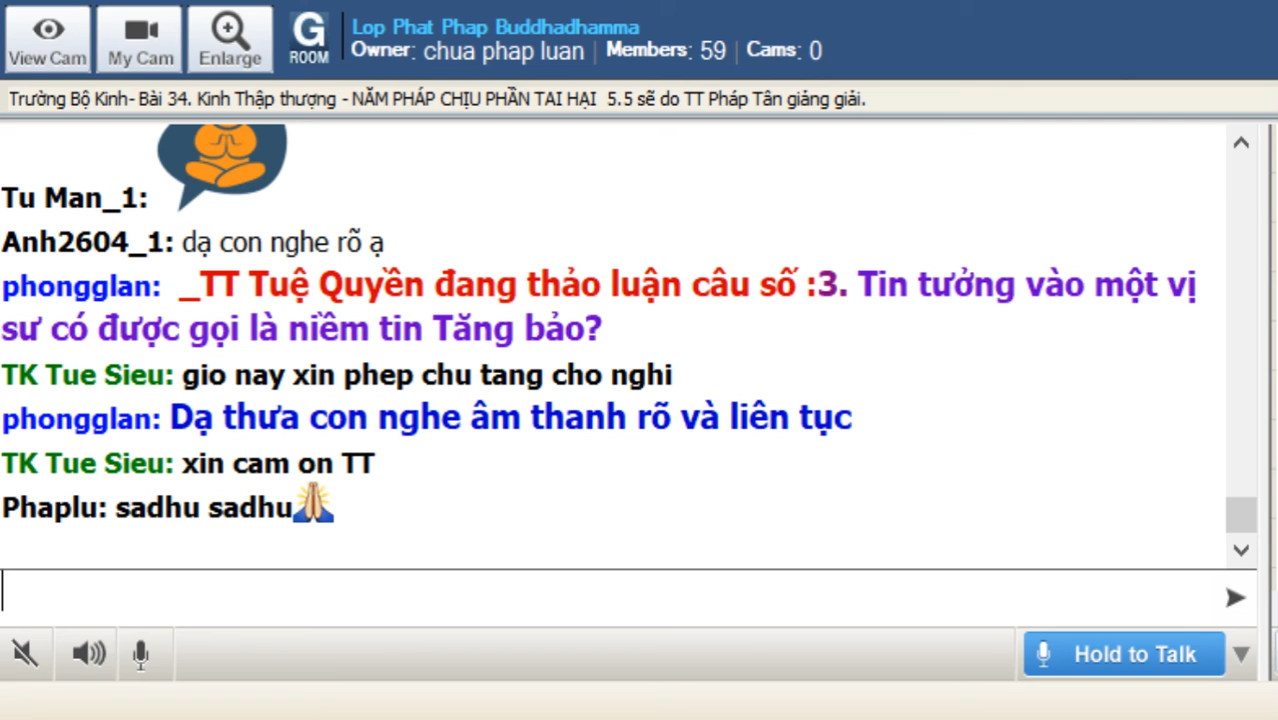 View Cam
My Cam
Enlarge
G
ROOM
Lop Phat Phap Buddhadhamma
Owner: chua phap luan | Members: 59 | Cams: 0
Trường Bộ Kinh- Bài 34. Kinh Thập thượng - NĂM PHÁP CHỊU PHẦN TAI HẠI  5.5 sẽ do TT Pháp Tân giảng giải.
Tu Man_1:
Anh2604_1: dạ con nghe rõ ạ
phongglan: _TT Tuệ Quyền đang thảo luận câu số :3. Tin tưởng vào một vị
sư có được gọi là niềm tin Tăng bảo?
TK Tue Sieu: gio nay xin phep chu tang cho nghi
phongglan: Dạ thưa con nghe âm thanh rõ và liên tục
TK Tue Sieu: xin cam on TT
Phaplu: sadhu sadhu
Hold to Talk